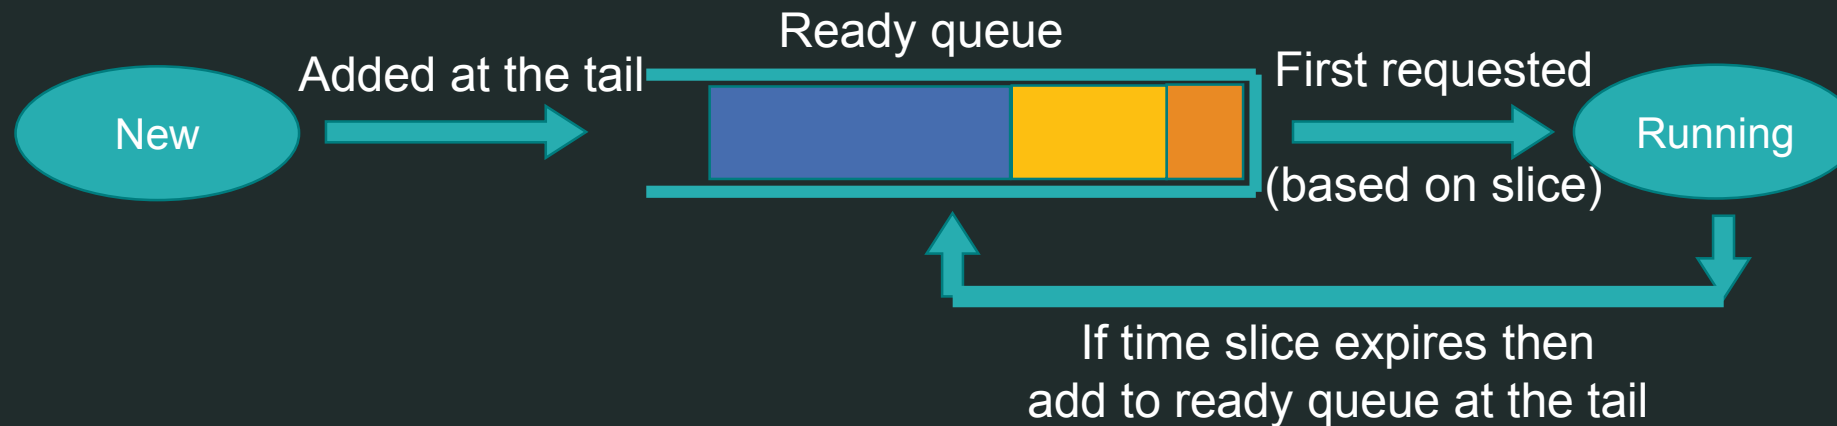 Ready queue
Added at the tail
First requested
New
Running
(based on slice)
If time slice expires then
add to ready queue at the tail